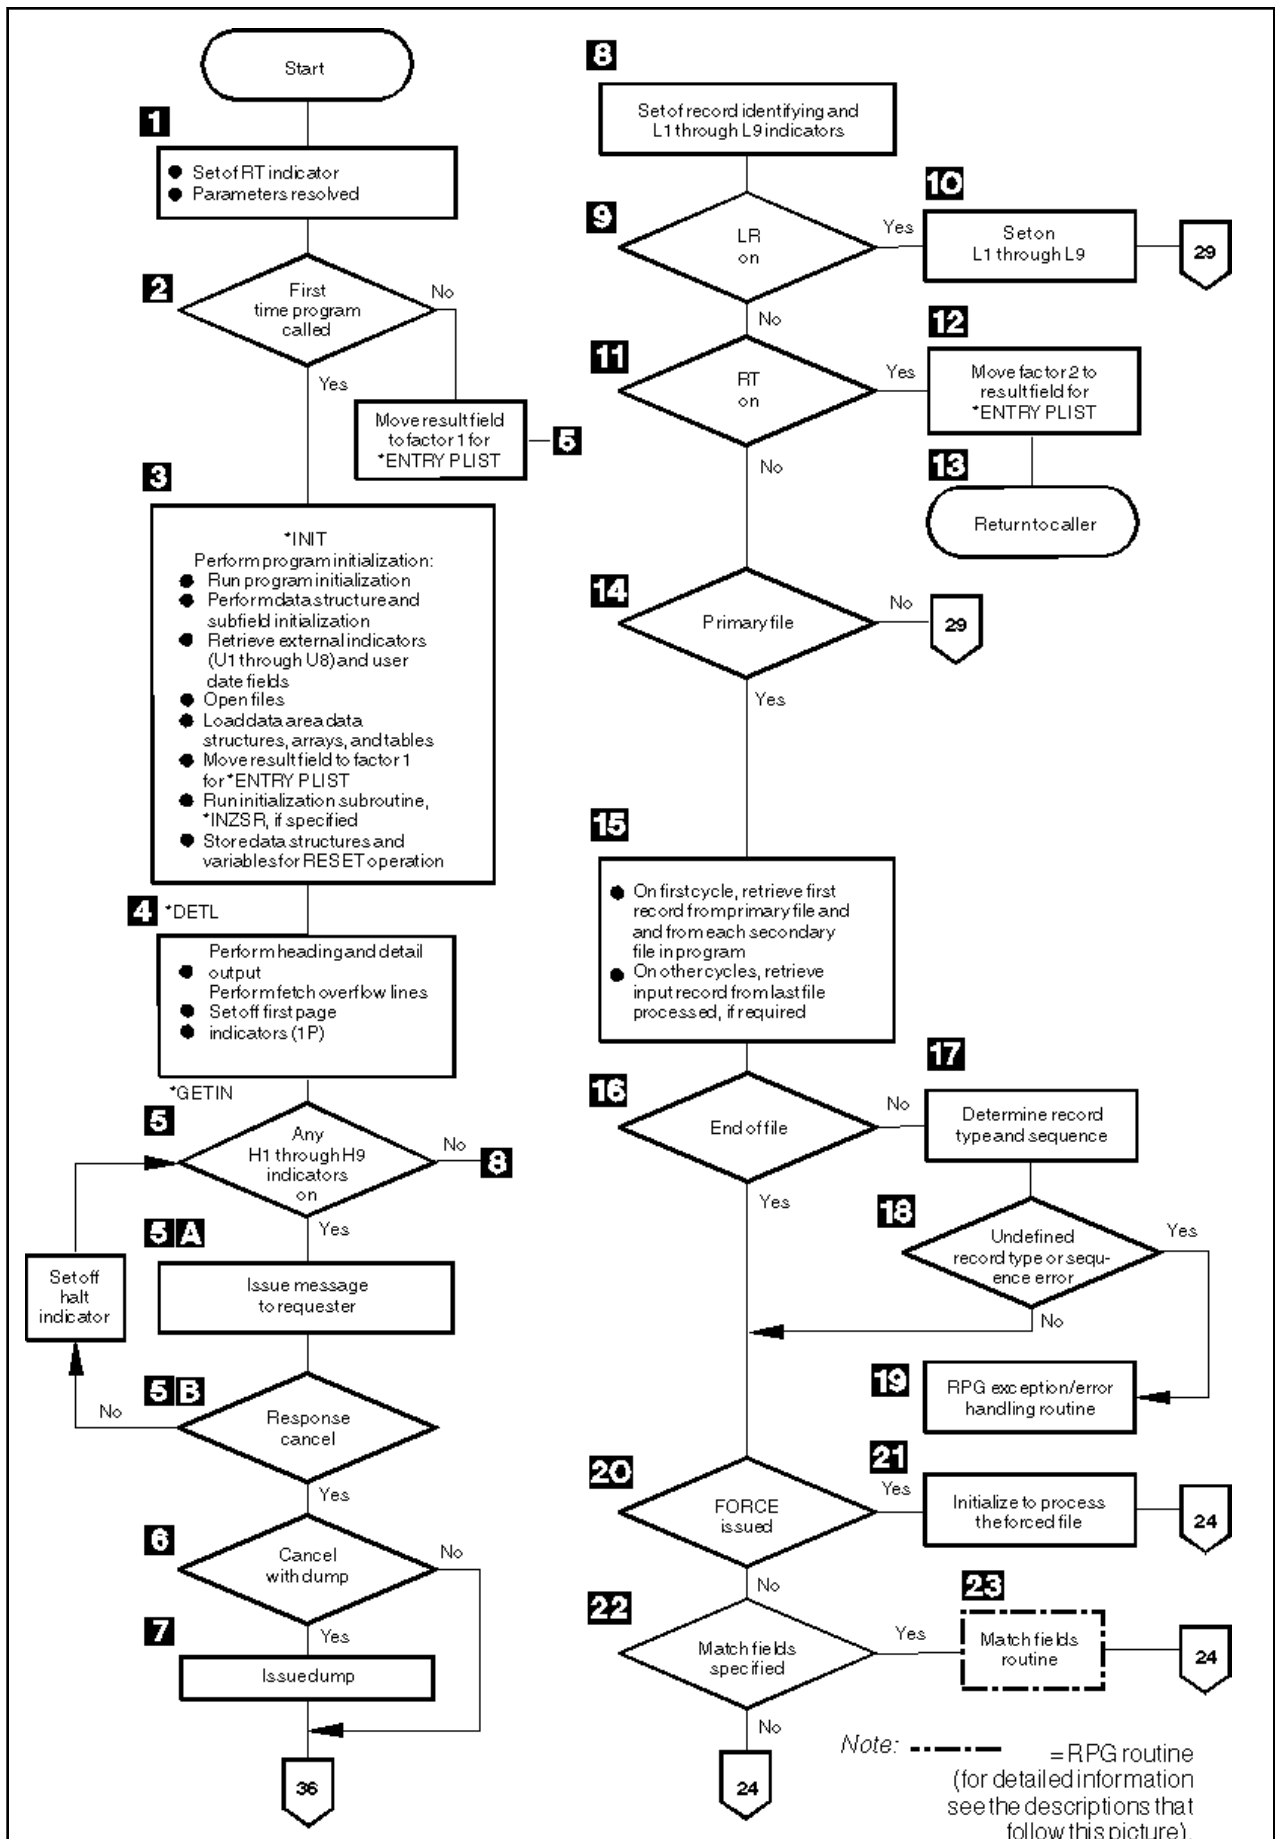 Start
1
● Set of RT indicator
● Parameters resolved
2
First
time program
called
No
Yes
Move result field
to factor 1 for
*ENTRY PLIST
5
3
*INIT
Perform program initialization:
● Run program initialization
● Perform data structure and
subfield initialization
● Retrieve external indicators
(U1 through U8) and user
date fields
● Open files
● Load data area data
structures, arrays, and tables
● Move result field to factor 1
for *ENTRY PLIST
● Run initialization subroutine,
*INZSR, if specified
● Store data structures and
variables for RESET operation
4 *DETL
Perform heading and detail
● output
Perform fetch overflow lines
● Set off first page
● indicators (1P)
*GETIN
5
Any
H1 through H9
indicators
on
No
8
Yes
5 A
Issue message
to requester
Set off
halt
indicator
5 B
No
Response
cancel
Yes
6
Cancel
with dump
No
Yes
7
Issue dump
36
8
Set of record identifying and
L1 through L9 indicators
9
LR
on
Yes
10
Set on
L1 through L9
29
No
11
RT
on
Yes
12
Move factor 2 to
result field for
*ENTRY PLIST
13
Return to caller
No
14
Primary file
No
29
Yes
15
● On first cycle, retrieve first
record from primary file and
and from each secondary
file in program
● On other cycles, retrieve
input record from last file
processed, if required
16
End of file
No
17
Determine record
type and sequence
Yes
18
Undefined
record type or sequ-
ence error
Yes
No
19
RPG exception/error
handling routine
20
FORCE
issued
Yes
21
Initialize to process
the forced file
24
No
22
Match fields
specified
Yes
23
Match fields
routine
24
No
24
Note:
= RPG routine
(for detailed information
see the descriptions that
follow this picture).